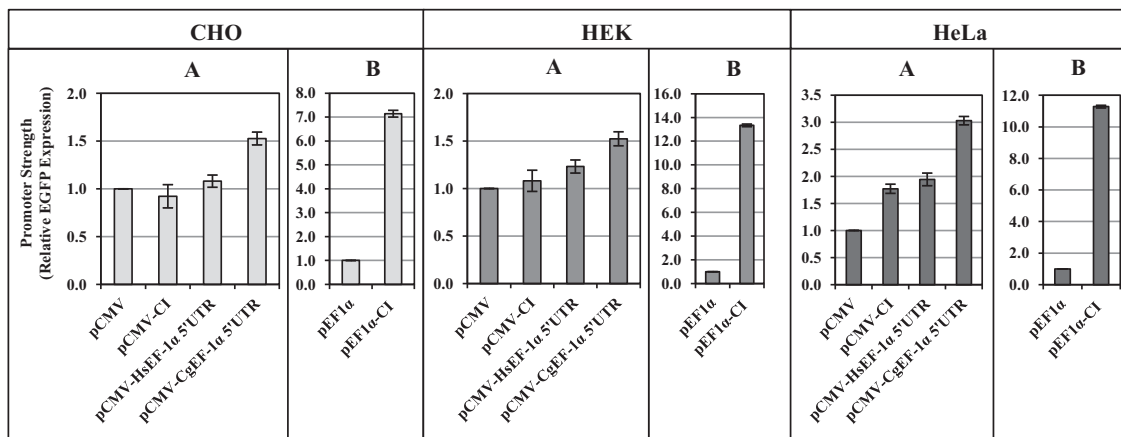 CHO
HEK
HeLa
A
B
A
B
A
B
Promoter Strength
(Relative EGFP Expression)
2.0
1.5
1.0
0.5
0.0
pCMV
pCMV-CI
pCMV-HsEF-1α 5'UTR
pCMV-CgEF-1α 5'UTR
8.0
7.0
6.0
5.0
4.0
3.0
2.0
1.0
0.0
pEF1α
pEF1α-CI
2.0
1.5
1.0
0.5
0.0
pCMV
pCMV-CI
pCMV-HsEF-1α 5'UTR
pCMV-CgEF-1α 5'UTR
16.0
14.0
12.0
10.0
8.0
6.0
4.0
2.0
0.0
pEF1α
pEF1α-CI
3.5
3.0
2.5
2.0
1.5
1.0
0.5
0.0
pCMV
pCMV-CI
pCMV-HsEF-1α 5'UTR
pCMV-CgEF-1α 5'UTR
12.0
10.0
8.0
6.0
4.0
2.0
0.0
pEF1α
pEF1α-CI